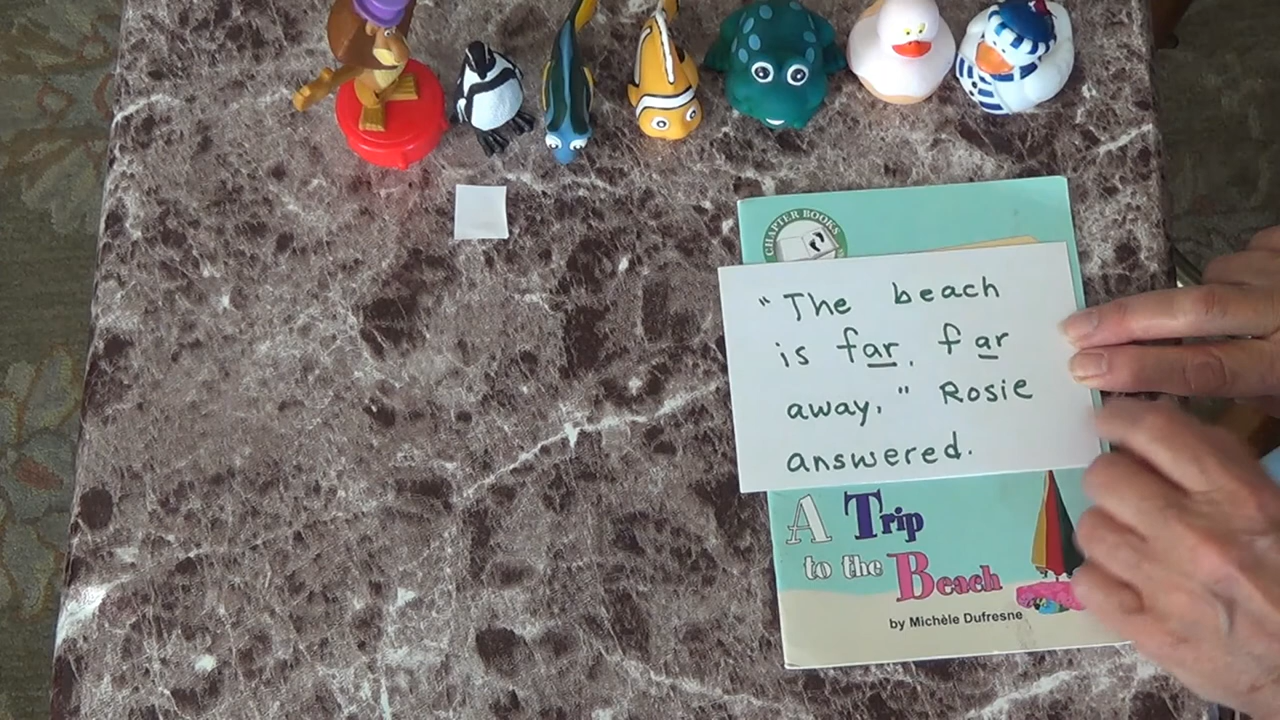 CHAPTER BOOKS
"The beach
is far, far
away," Rosie
answered.
A Trip
to the Beach
by Michèle Dufresne